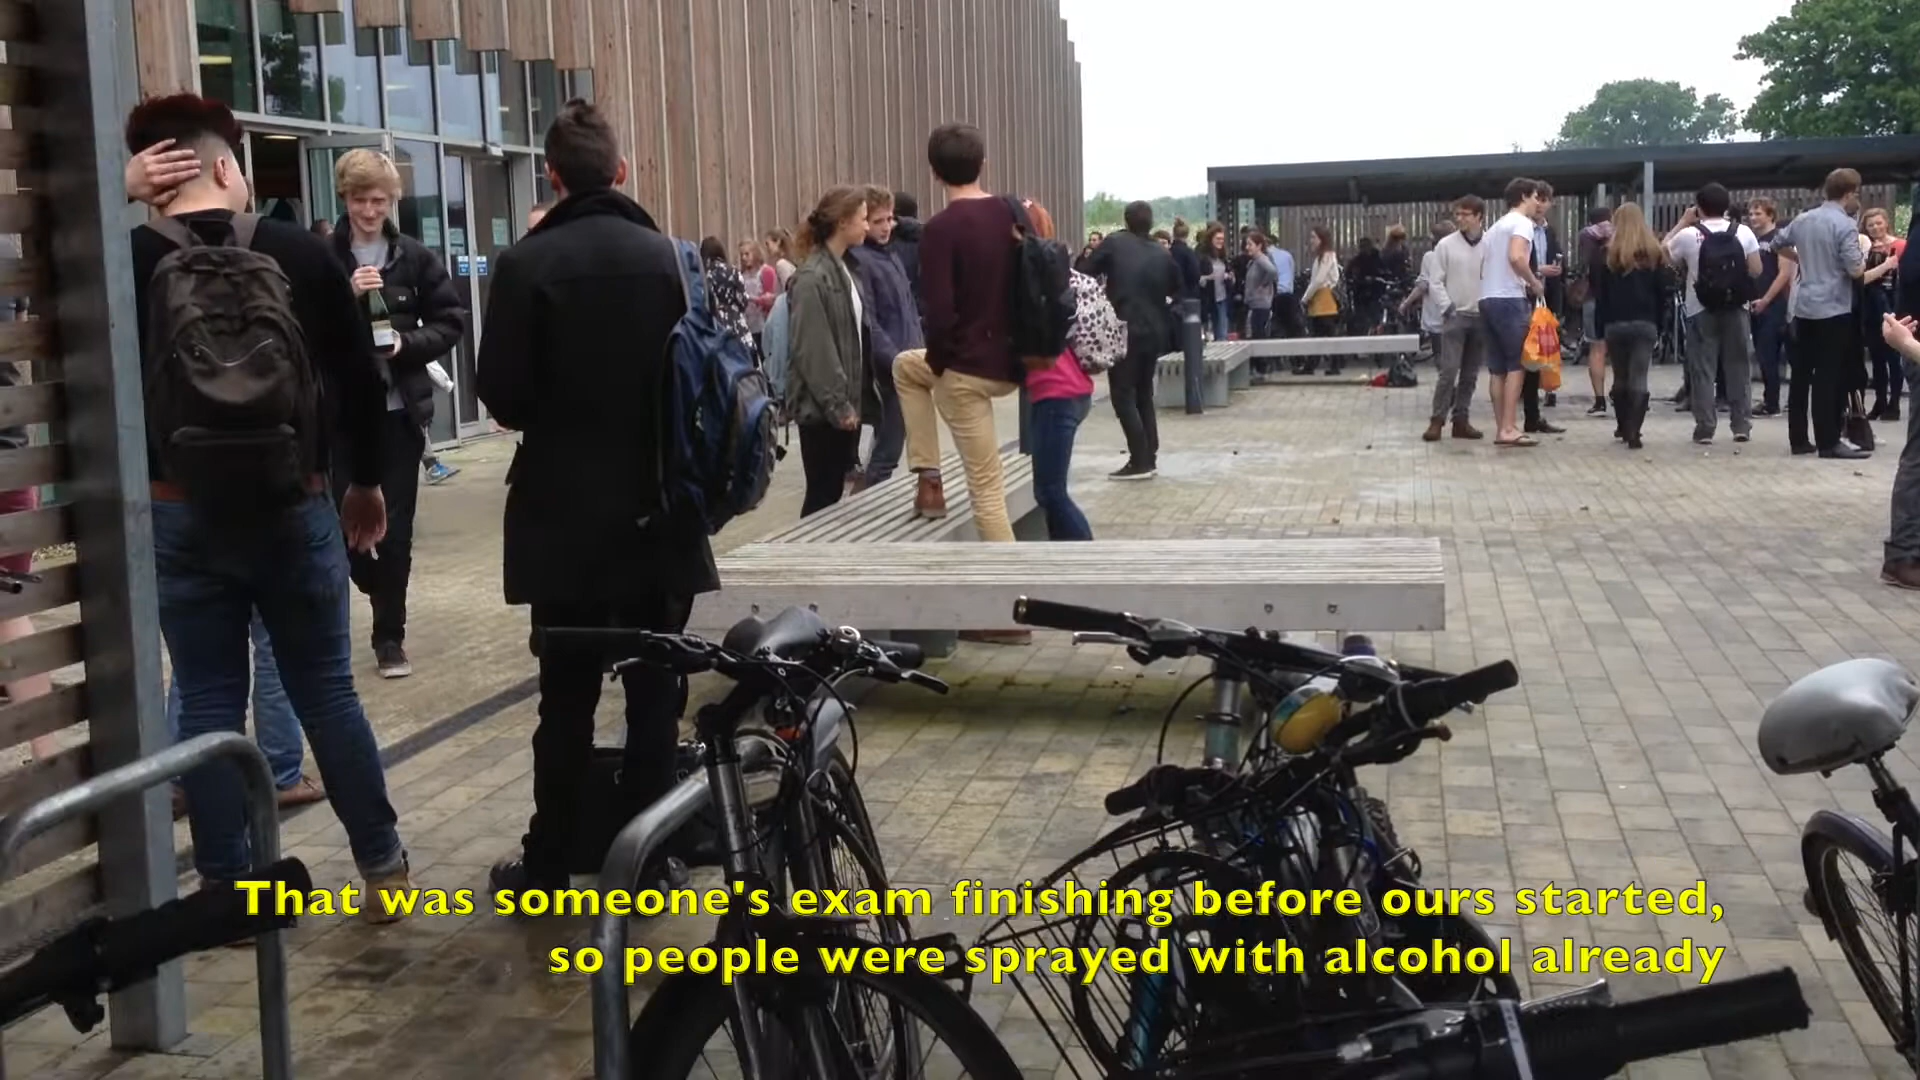 That was someone's exam finishing before ours started,
so people were sprayed with alcohol already